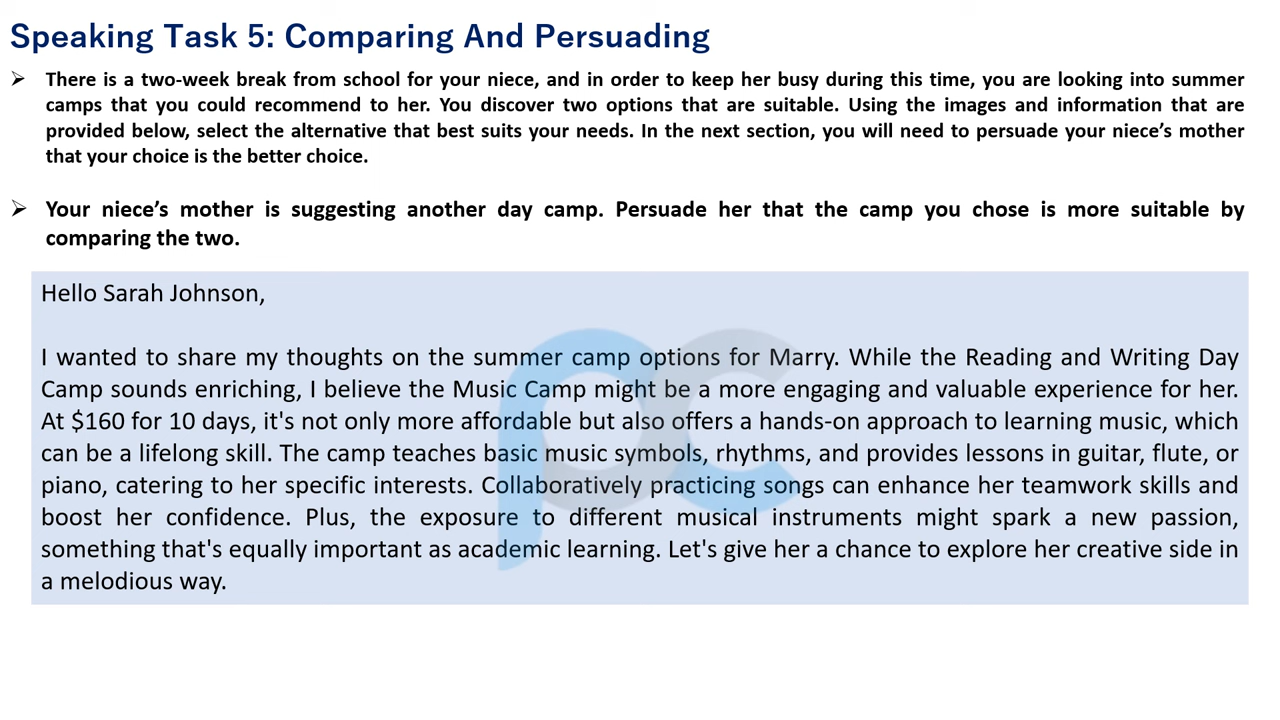 Speaking Task 5: Comparing And Persuading
➢ There is a two-week break from school for your niece, and in order to keep her busy during this time, you are looking into summer
camps that you could recommend to her. You discover two options that are suitable. Using the images and information that are
provided below, select the alternative that best suits your needs. In the next section, you will need to persuade your niece’s mother
that your choice is the better choice.
➢ Your niece’s mother is suggesting another day camp. Persuade her that the camp you chose is more suitable by
comparing the two.
Hello Sarah Johnson,
I wanted to share my thoughts on the summer camp options for Marry. While the Reading and Writing Day
Camp sounds enriching, I believe the Music Camp might be a more engaging and valuable experience for her.
At $160 for 10 days, it's not only more affordable but also offers a hands-on approach to learning music, which
can be a lifelong skill. The camp teaches basic music symbols, rhythms, and provides lessons in guitar, flute, or
piano, catering to her specific interests. Collaboratively practicing songs can enhance her teamwork skills and
boost her confidence. Plus, the exposure to different musical instruments might spark a new passion,
something that's equally important as academic learning. Let's give her a chance to explore her creative side in
a melodious way.